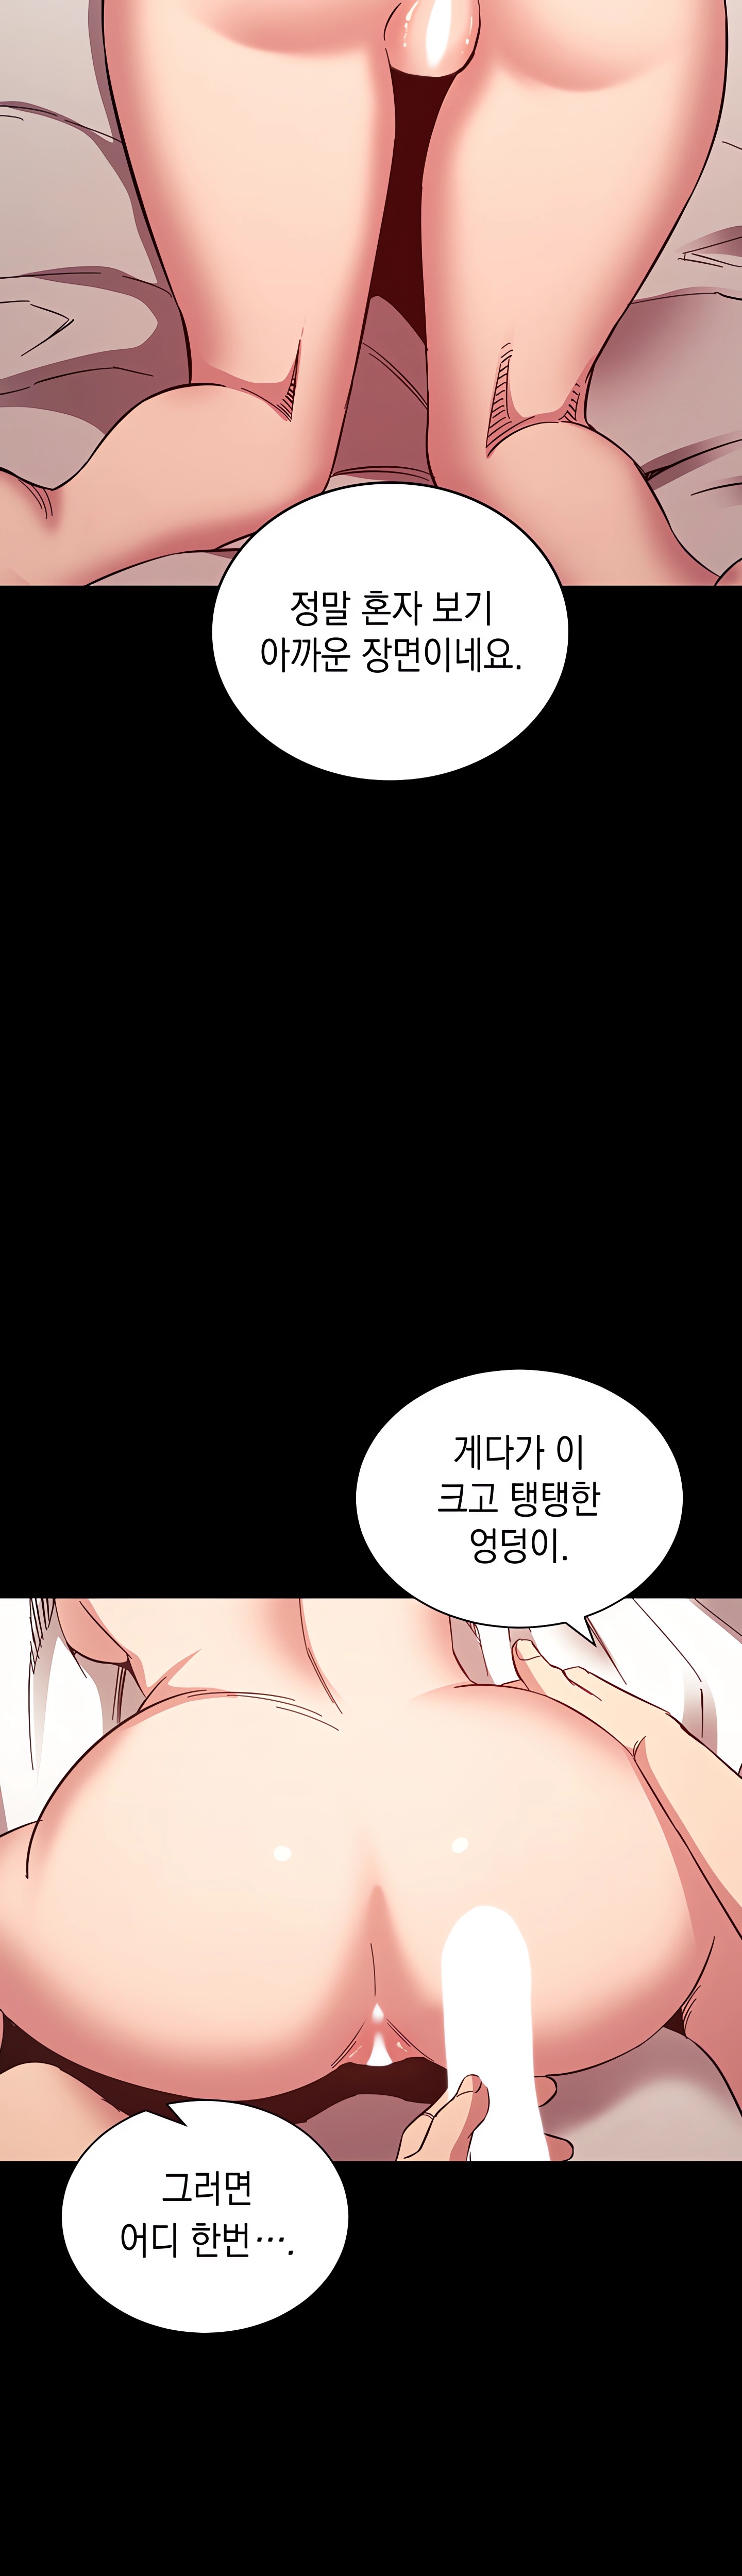 정말 혼자 보기
아까운 장면이네요.
게다가 이
크고 탱탱한
엉덩이.
그러면
어디 한번….